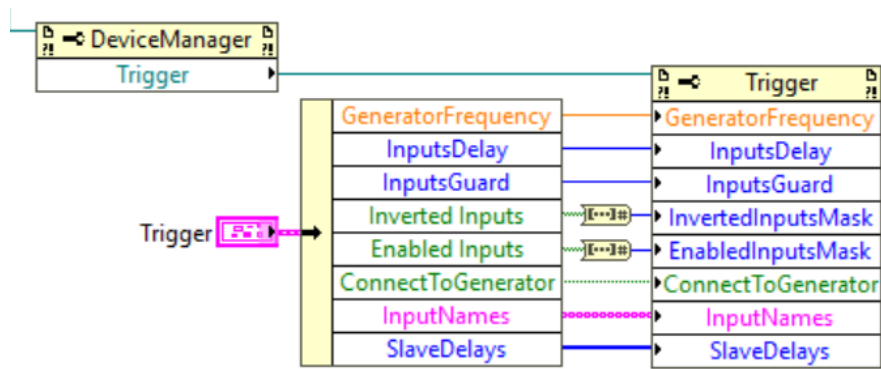 DeviceManager
Trigger
Trigger
GeneratorFrequency
InputsDelay
InputsGuard
Inverted Inputs
Enabled Inputs
ConnectToGenerator
InputNames
SlaveDelays
Trigger
GeneratorFrequency
InputsDelay
InputsGuard
InvertedInputsMask
EnabledInputsMask
ConnectToGenerator
InputNames
SlaveDelays